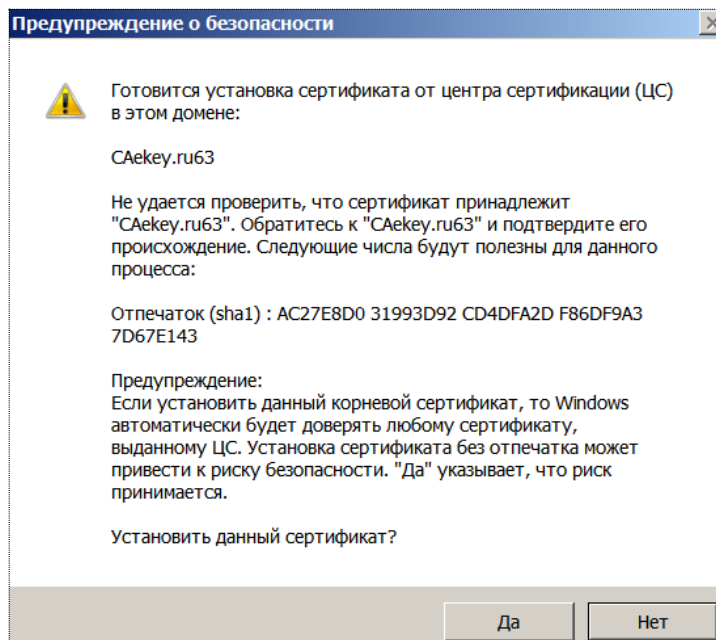 Предупреждение о безопасности
Готовится установка сертификата от центра сертификации (ЦС)
в этом домене:
CAekey.ru63
Не удается проверить, что сертификат принадлежит
"CAekey.ru63". Обратитесь к "CAekey.ru63" и подтвердите его
происхождение. Следующие числа будут полезны для данного
процесса:
Отпечаток (sha1) : AC27E8D0 31993D92 CD4DFA2D F86DF9A3
7D67E143
Предупреждение:
Если установить данный корневой сертификат, то Windows
автоматически будет доверять любому сертификату,
выданному ЦС. Установка сертификата без отпечатка может
привести к риску безопасности. "Да" указывает, что риск
принимается.
Установить данный сертификат?
Да
Нет